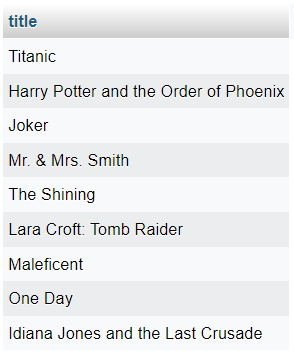 title
Titanic
Harry Potter and the Order of Phoenix
Joker
Mr. & Mrs. Smith
The Shining
Lara Croft: Tomb Raider
Maleficent
One Day
Idiana Jones and the Last Crusade